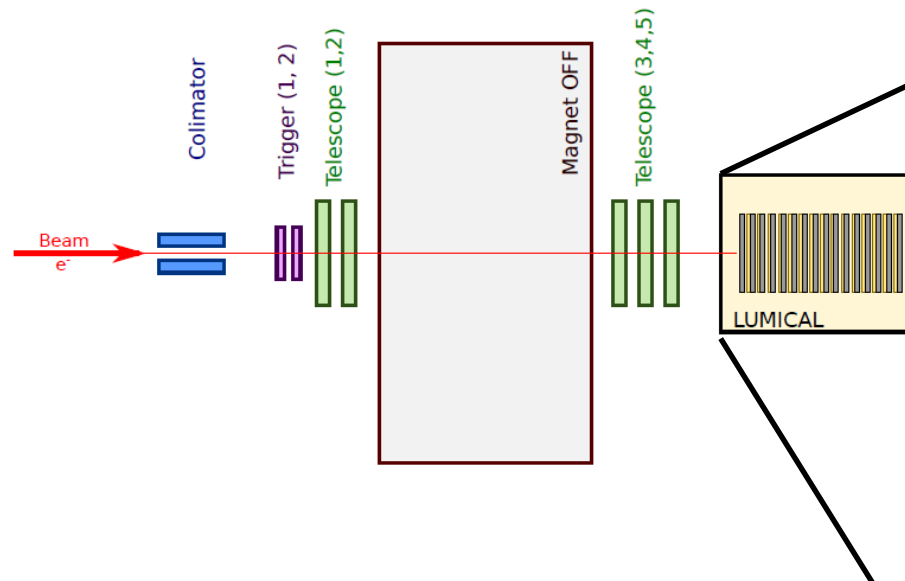 Colimator
Trigger (1, 2)
Telescope (1,2)
Magnet OFF
Telescope (3,4,5)
Beam
e⁻
LUMICAL